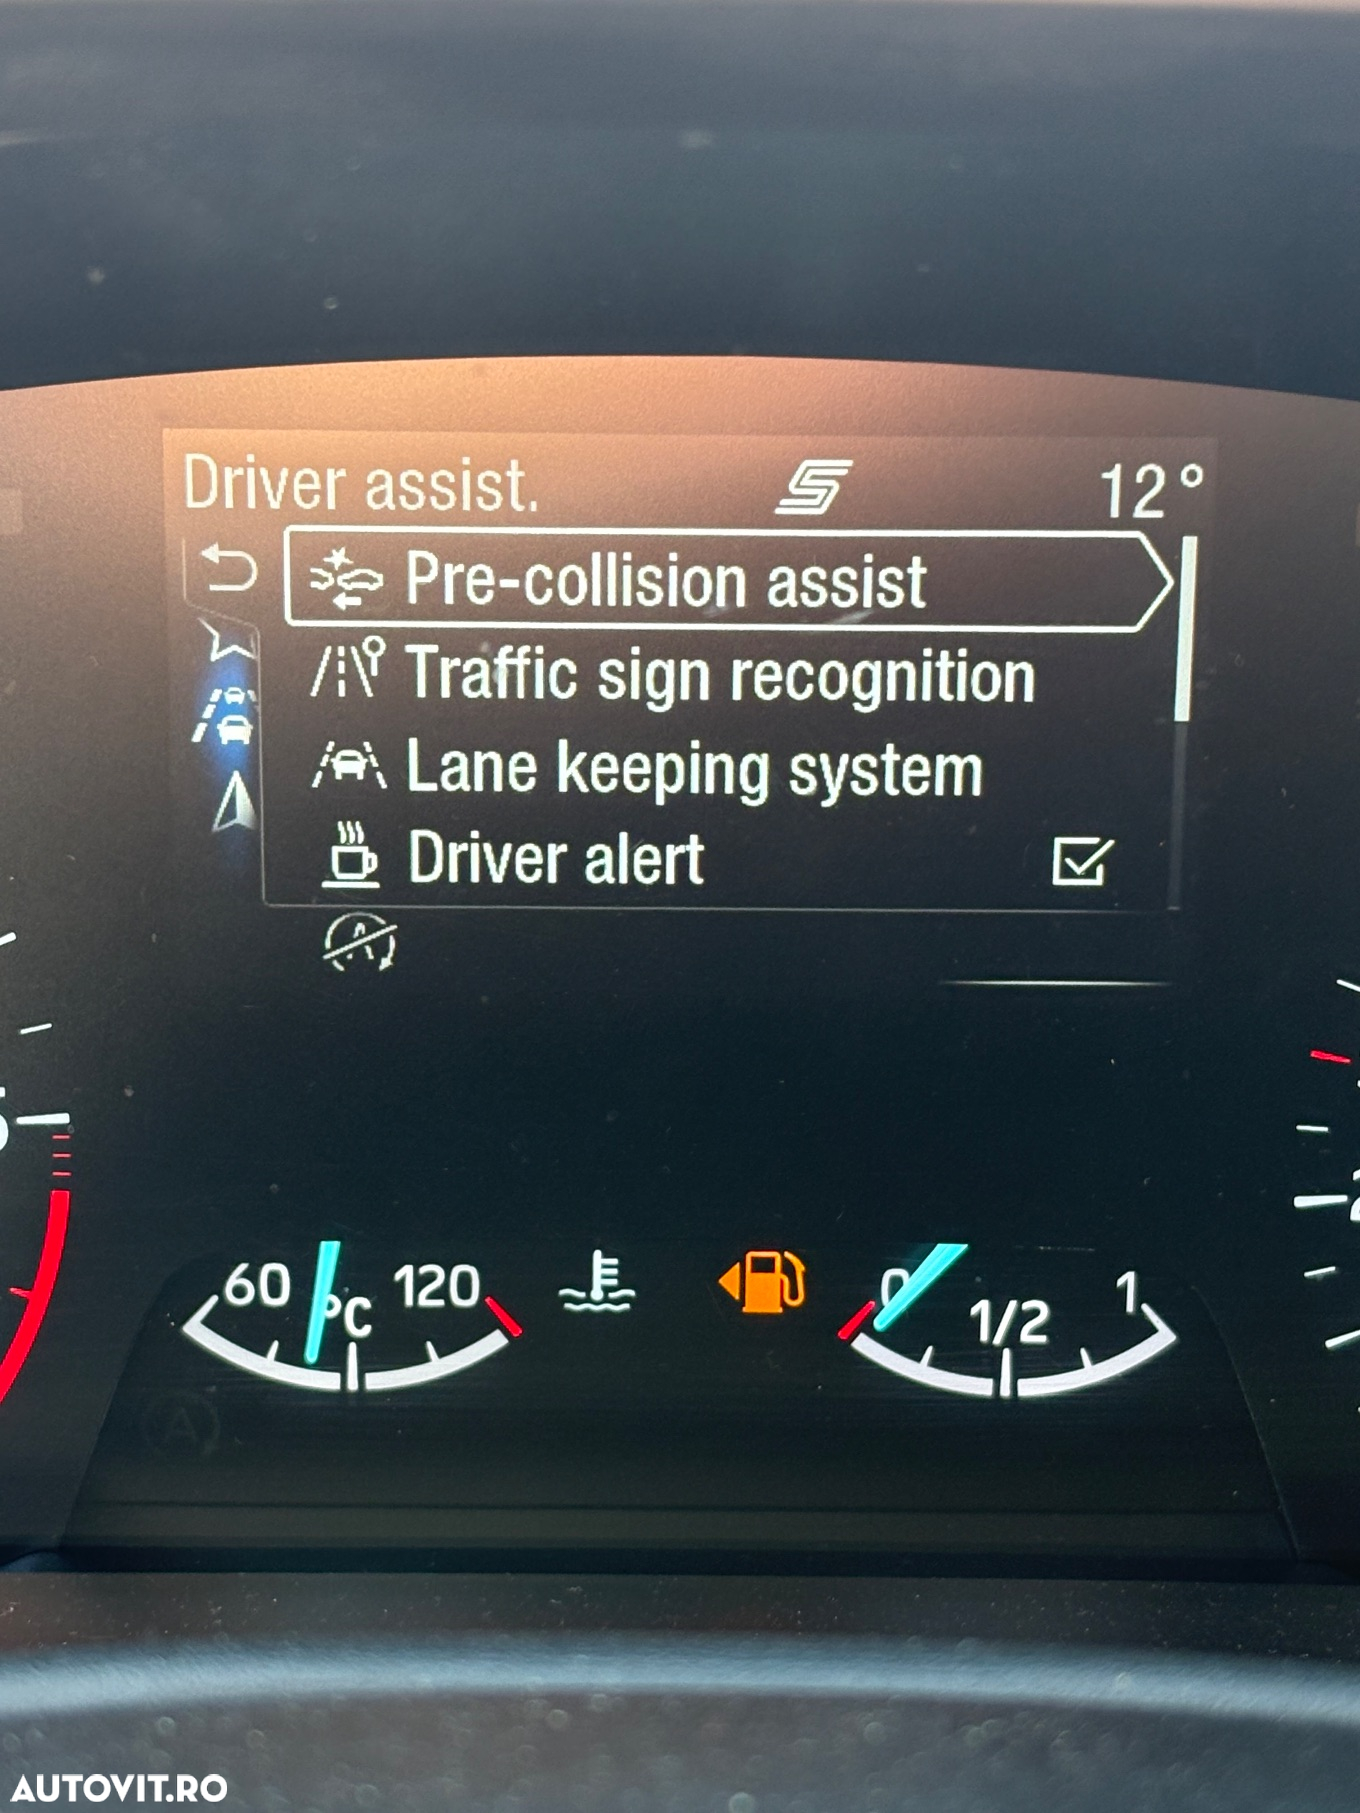 Driver assist. S 12°
Pre-collision assist
Traffic sign recognition
Lane keeping system
Driver alert
A
60 °C 120
0 1/2 1
A
AUTOVIT.RO